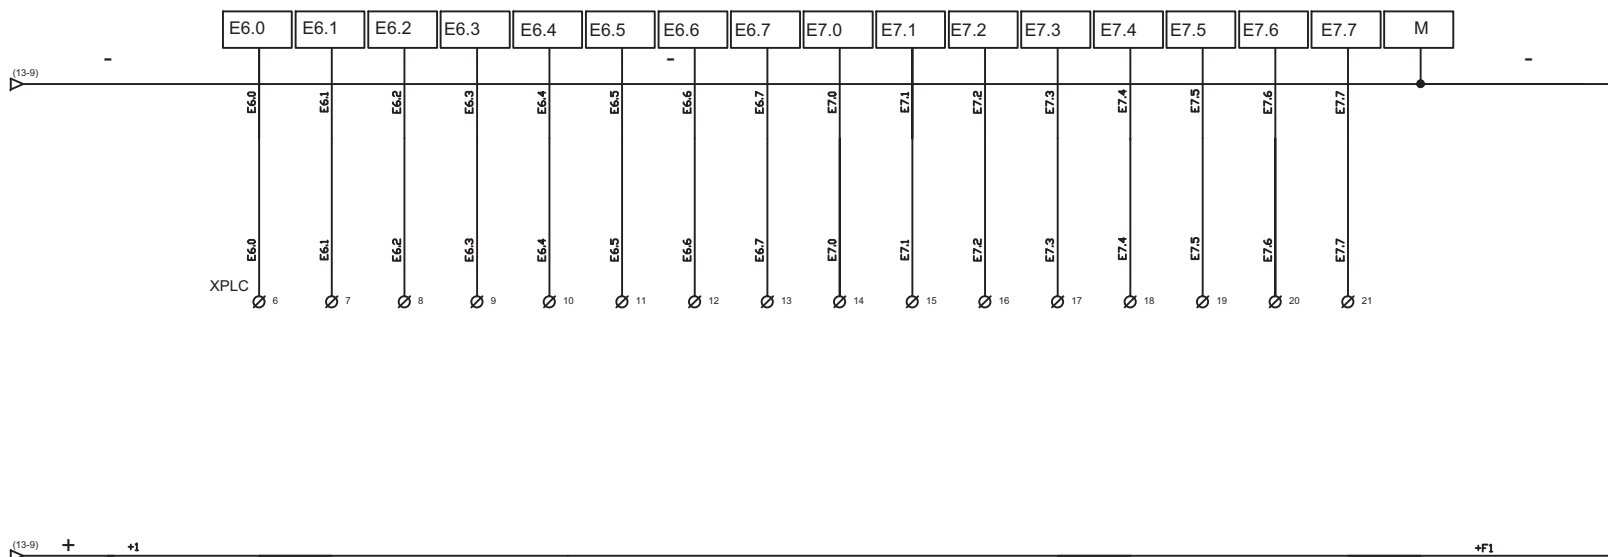 E6.0 E6.1 E6.2 E6.3 E6.4 E6.5 E6.6 E6.7 E7.0 E7.1 E7.2 E7.3 E7.4 E7.5 E7.6 E7.7 M
- - -
(13-9)
E6.0 E6.1 E6.2 E6.3 E6.4 E6.5 E6.6 E6.7 E7.0 E7.1 E7.2 E7.3 E7.4 E7.5 E7.6 E7.7
E6.0 E6.1 E6.2 E6.3 E6.4 E6.5 E6.6 E6.7 E7.0 E7.1 E7.2 E7.3 E7.4 E7.5 E7.6 E7.7
XPLC
6 7 8 9 10 11 12 13 14 15 16 17 18 19 20 21
(13-9) + +1 +F1